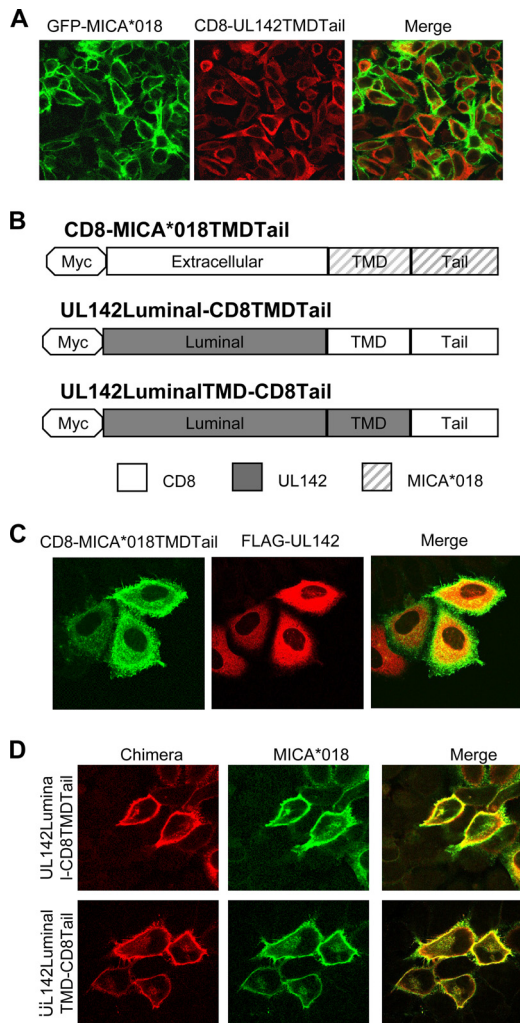 A
GFP-MICA*018 CD8-UL142TMDTail Merge
B
CD8-MICA*018TMDTail
Myc Extracellular TMD Tail
UL142Luminal-CD8TMDTail
Myc Luminal TMD Tail
UL142LuminalTMD-CD8Tail
Myc Luminal TMD Tail
CD8 UL142 MICA*018
C
CD8-MICA*018TMDTail FLAG-UL142 Merge
D
Chimera MICA*018 Merge
UL142Lumina
l-CD8TMDTail
UL142Luminal
TMD-CD8Tail